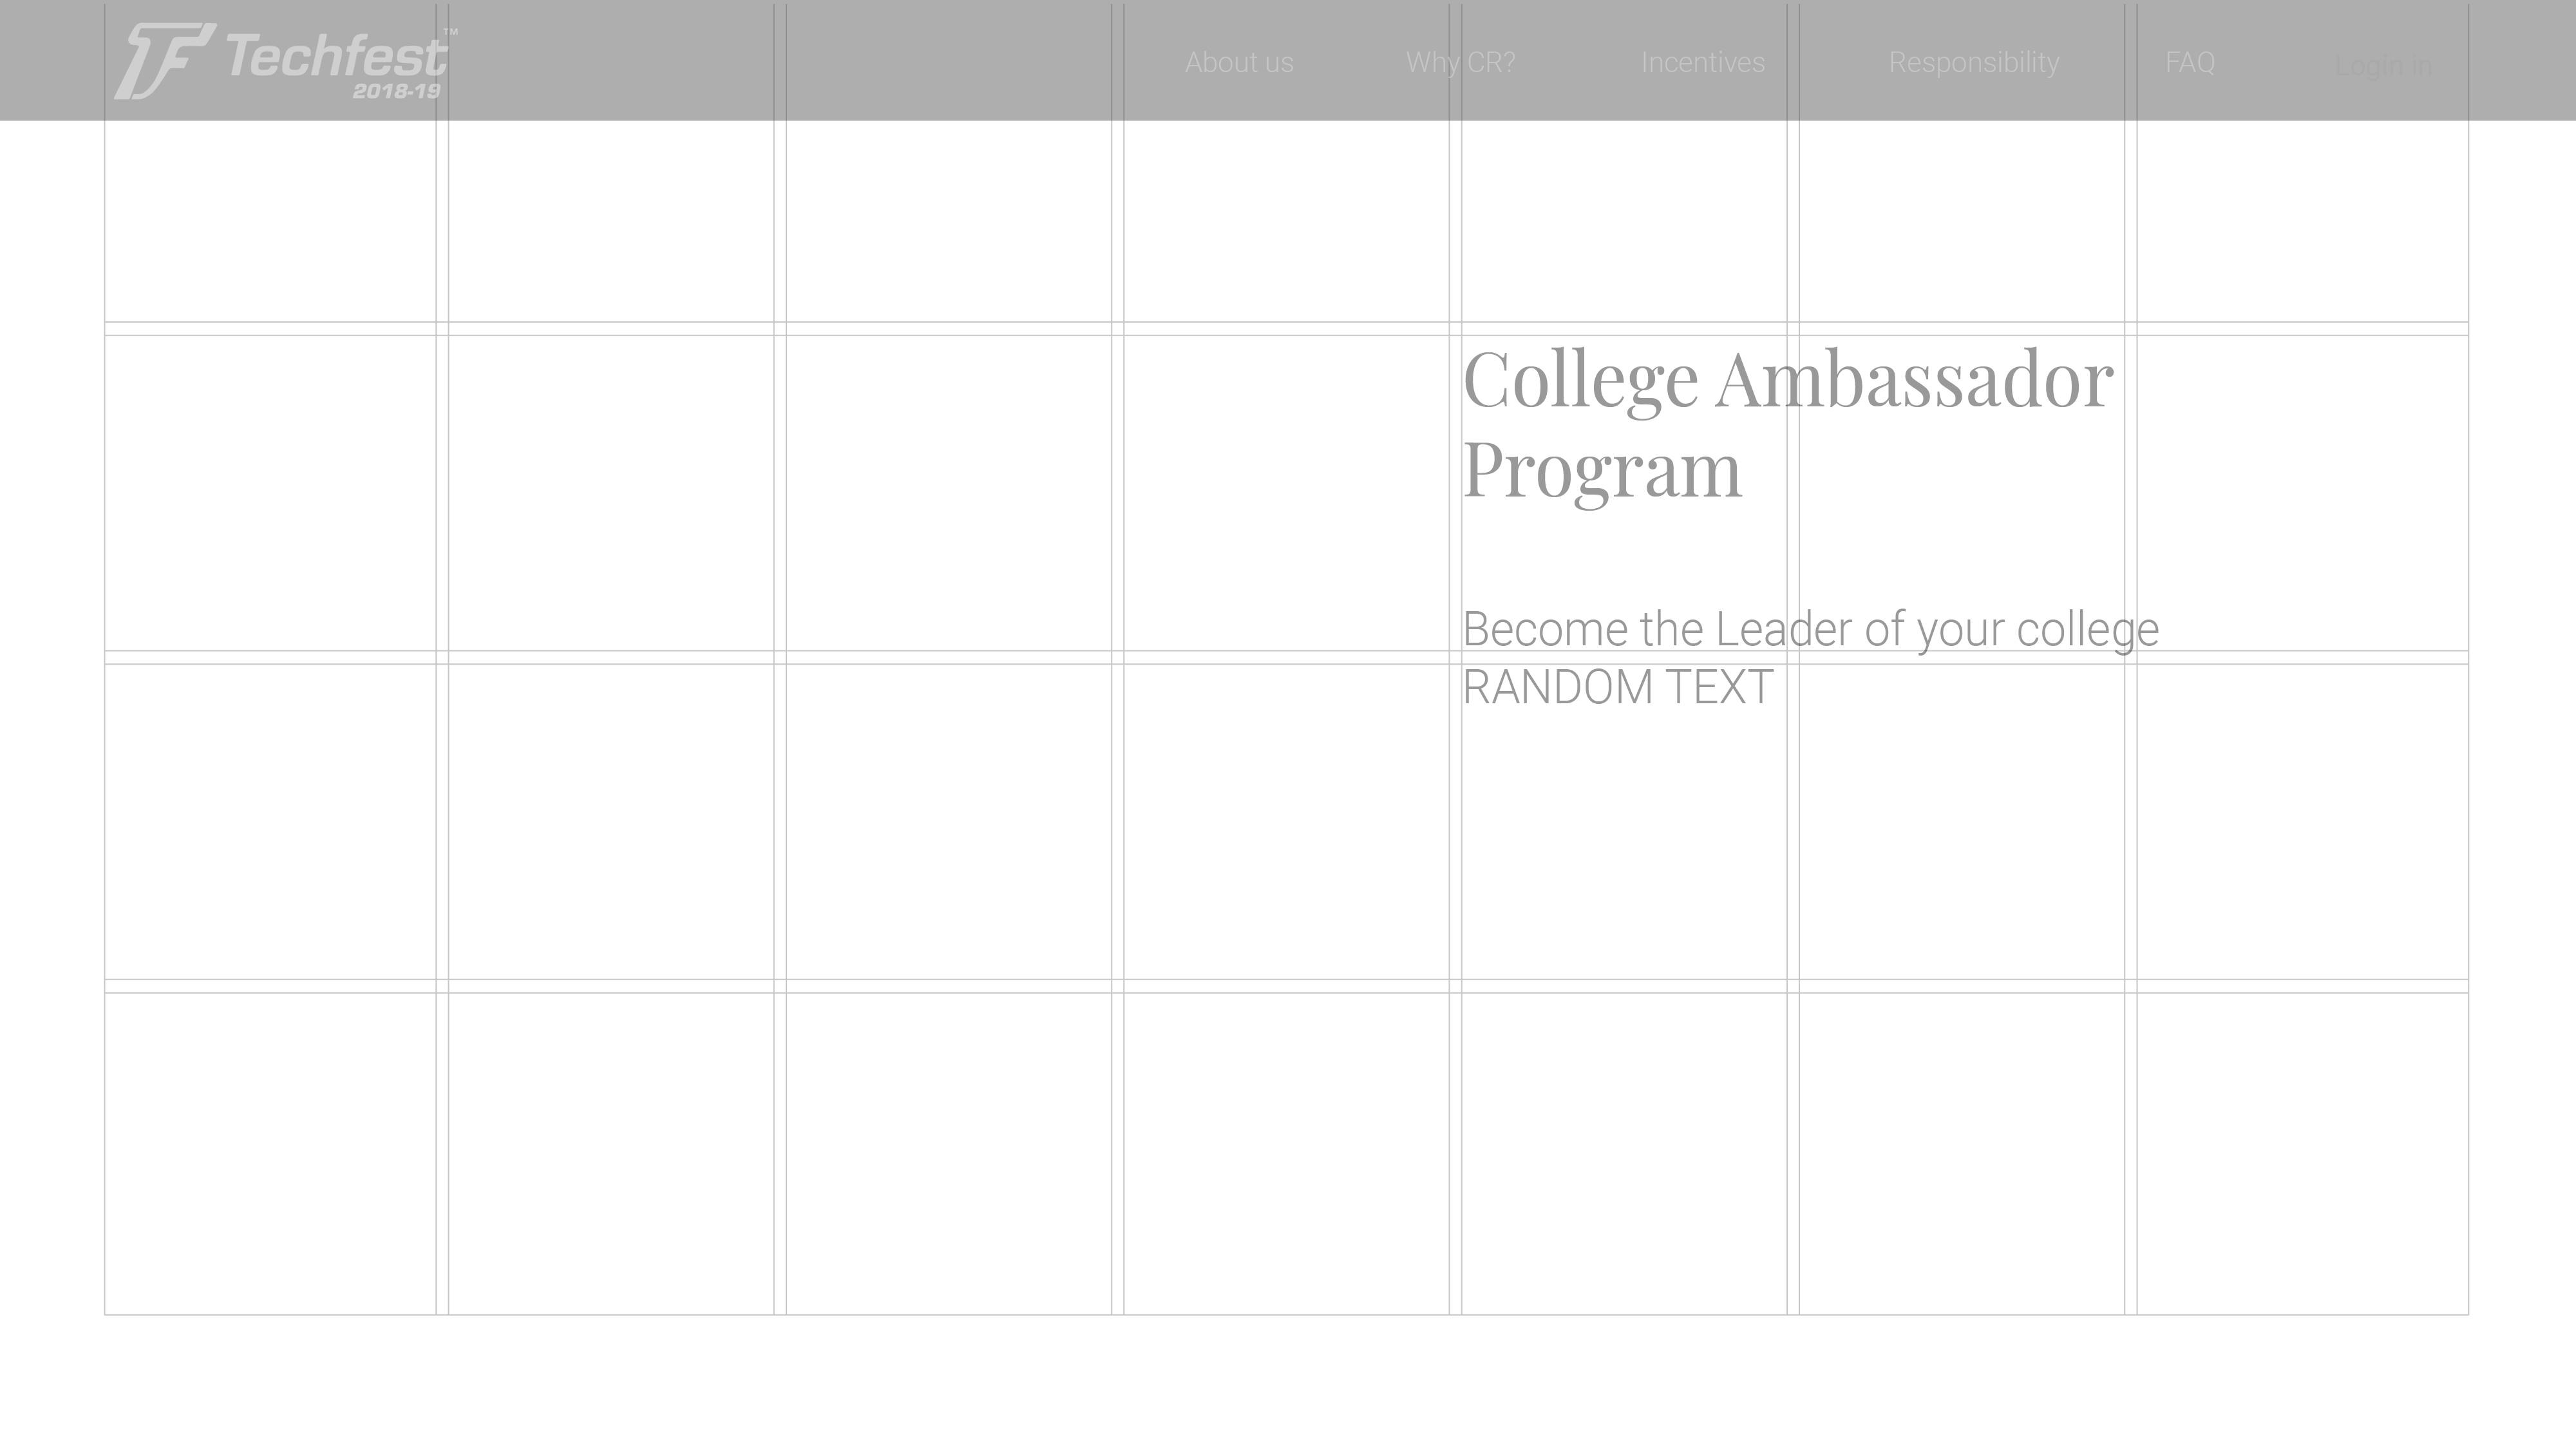 TF Techfest™
2018-19
About us
Why CR?
Incentives
Responsibility
FAQ
Login in
College Ambassador
Program
Become the Leader of your college
RANDOM TEXT